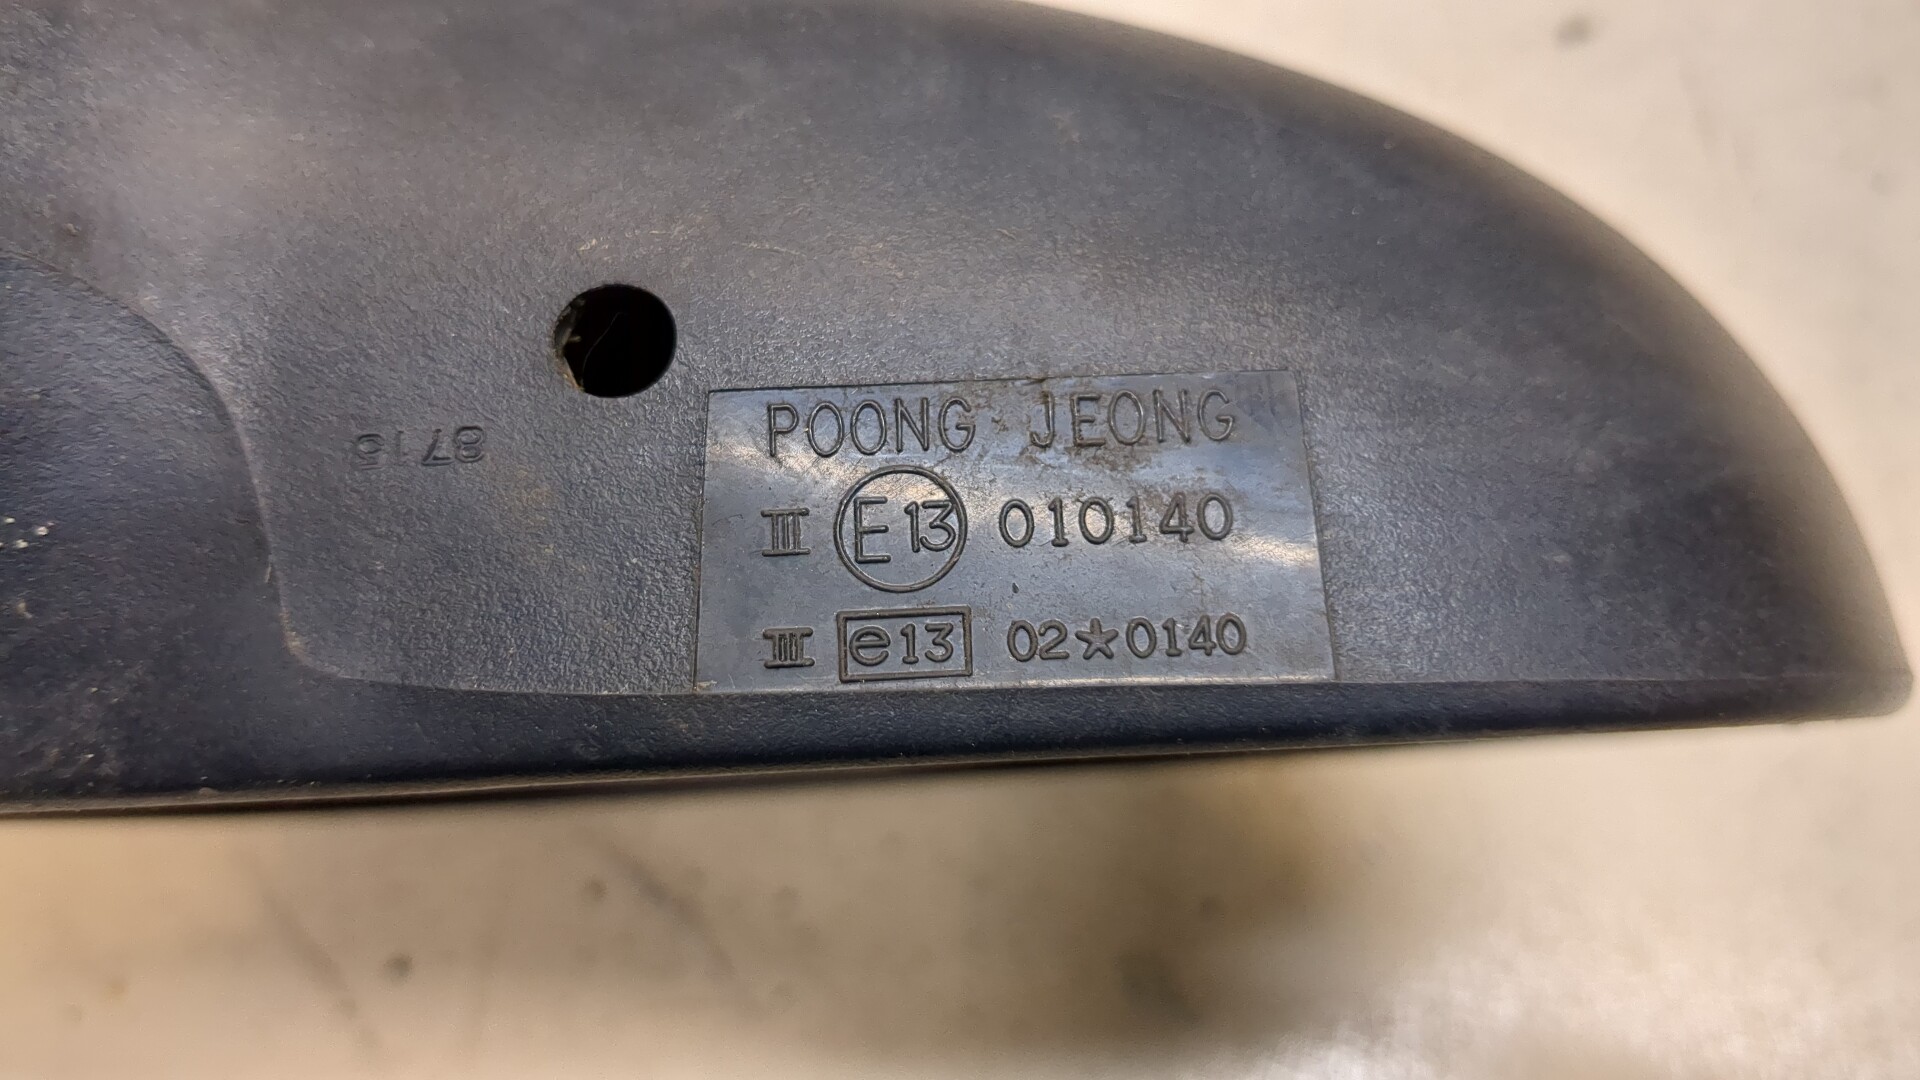 POONG JEONG
III E13 010140
III e13 02*0140
8715